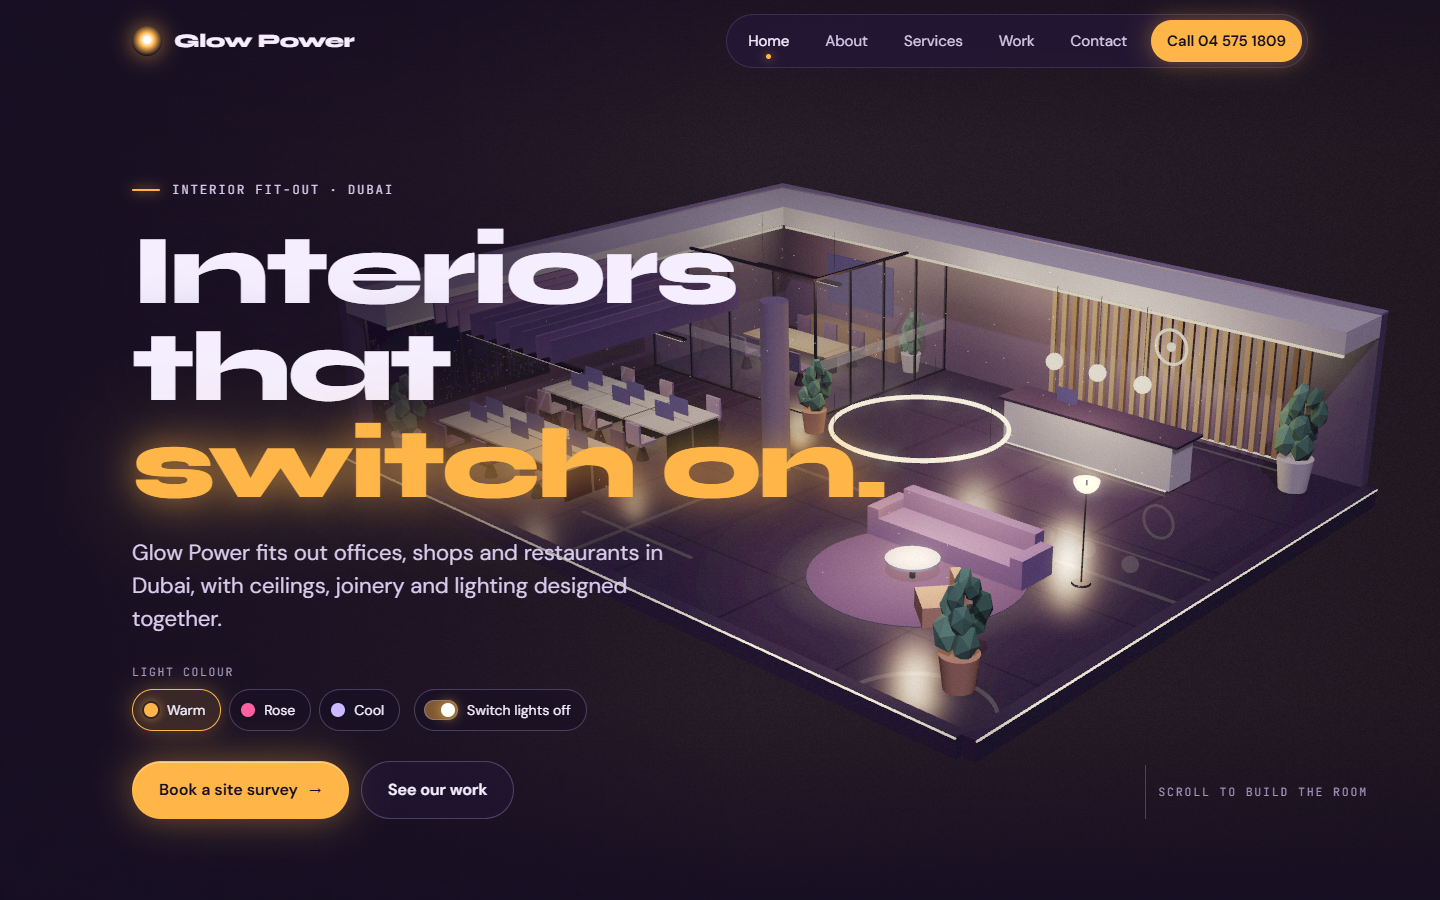 Glow Power
Home About Services Work Contact Call 04 575 1809
INTERIOR FIT-OUT · DUBAI
Interiors
that
switch on.
Glow Power fits out offices, shops and restaurants in
Dubai, with ceilings, joinery and lighting designed
together.
LIGHT COLOUR
Warm Rose Cool Switch lights off
Book a site survey → See our work
SCROLL TO BUILD THE ROOM